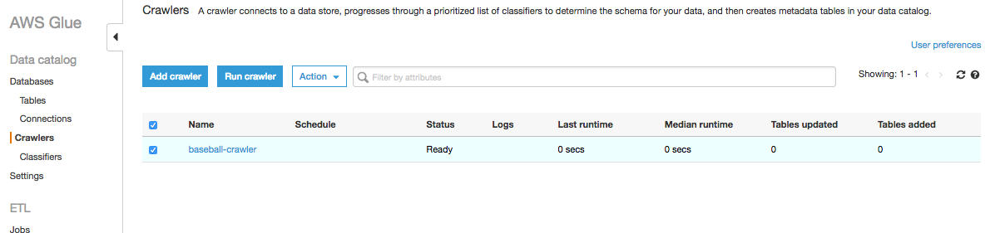 AWS Glue
Data catalog
Databases
Tables
Connections
Crawlers
Classifiers
Settings
ETL
Jobs
Crawlers A crawler connects to a data store, progresses through a prioritized list of classifiers to determine the schema for your data, and then creates metadata tables in your data catalog.
User preferences
Add crawler Run crawler Action Filter by attributes Showing: 1 - 1
Name Schedule Status Logs Last runtime Median runtime Tables updated Tables added
baseball-crawler Ready 0 secs 0 secs 0 0